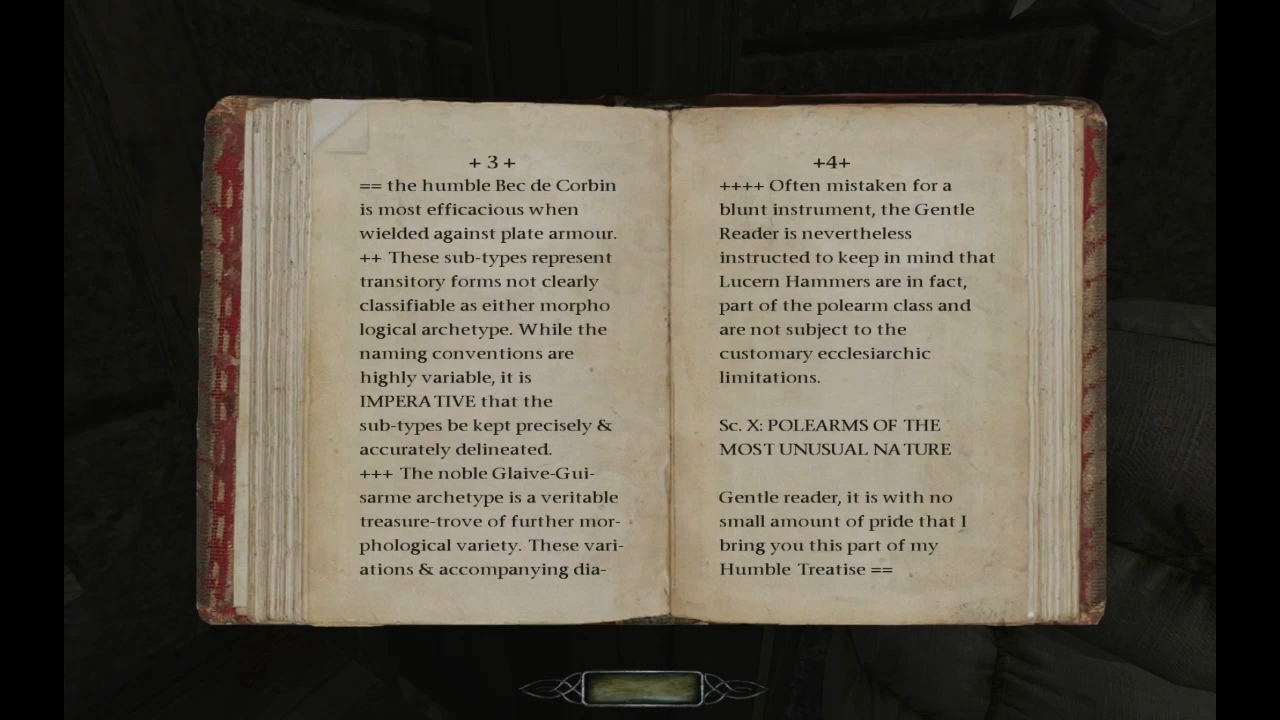 + 3 +
== the humble Bec de Corbin
is most efficacious when
wielded against plate armour.
++ These sub-types represent
transitory forms not clearly
classifiable as either morpho
logical archetype. While the
naming conventions are
highly variable, it is
IMPERATIVE that the
sub-types be kept precisely &
accurately delineated.
+++ The noble Glaive-Gui-
sarme archetype is a veritable
treasure-trove of further mor-
phological variety. These vari-
ations & accompanying dia-
+4+
++++ Often mistaken for a
blunt instrument, the Gentle
Reader is nevertheless
instructed to keep in mind that
Lucern Hammers are in fact,
part of the polearm class and
are not subject to the
customary ecclesiarchic
limitations.
Sc. X: POLEARMS OF THE
MOST UNUSUAL NATURE
Gentle reader, it is with no
small amount of pride that I
bring you this part of my
Humble Treatise ==